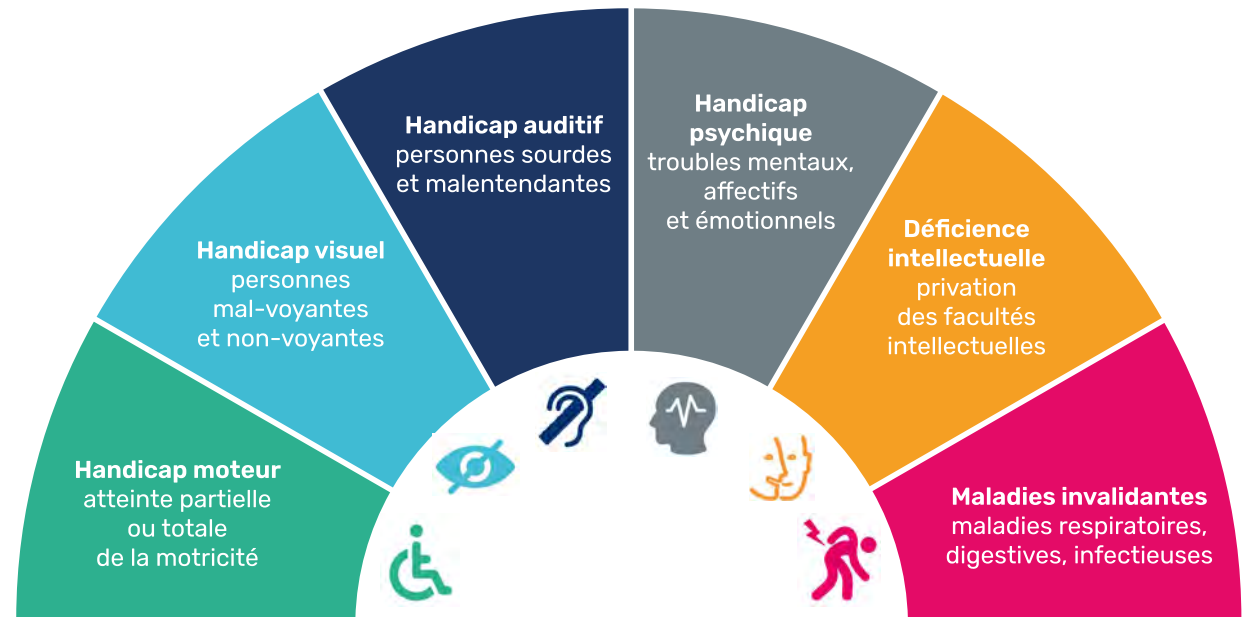 Handicap moteur
atteinte partielle
ou totale
de la motricité
Handicap visuel
personnes
mal-voyantes
et non-voyantes
Handicap auditif
personnes sourdes
et malentendantes
Handicap
psychique
troubles mentaux,
affectifs
et émotionnels
Déficience
intellectuelle
privation
des facultés
intellectuelles
Maladies invalidantes
maladies respiratoires,
digestives, infectieuses